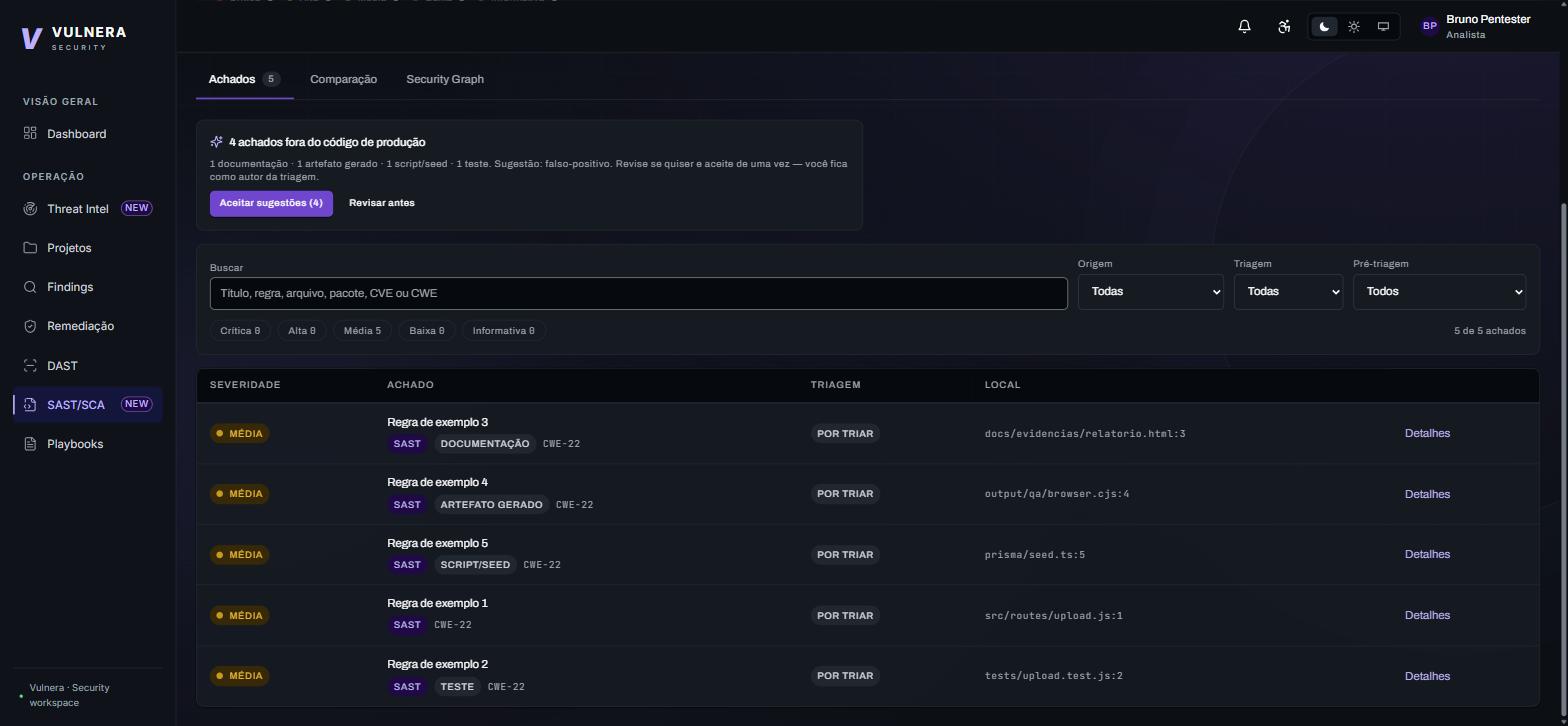 VULNERA
SECURITY
VISÃO GERAL
Dashboard
OPERAÇÃO
Threat Intel NEW
Projetos
Findings
Remediação
DAST
SAST/SCA NEW
Playbooks
Vulnera · Security
workspace
BP
Bruno Pentester
Analista
Achados 5
Comparação
Security Graph
4 achados fora do código de produção
1 documentação · 1 artefato gerado · 1 script/seed · 1 teste. Sugestão: falso-positivo. Revise se quiser e aceite de uma vez — você fica
como autor da triagem.
Aceitar sugestões (4)
Revisar antes
Buscar
Título, regra, arquivo, pacote, CVE ou CWE
Origem
Todas
Triagem
Todas
Pré-triagem
Todos
Crítica 0
Alta 0
Média 5
Baixa 0
Informativa 0
5 de 5 achados
SEVERIDADE
ACHADO
TRIAGEM
LOCAL
MÉDIA
Regra de exemplo 3
SAST DOCUMENTAÇÃO CWE-22
POR TRIAR
docs/evidencias/relatorio.html:3
Detalhes
MÉDIA
Regra de exemplo 4
SAST ARTEFATO GERADO CWE-22
POR TRIAR
output/qa/browser.cjs:4
Detalhes
MÉDIA
Regra de exemplo 5
SAST SCRIPT/SEED CWE-22
POR TRIAR
prisma/seed.ts:5
Detalhes
MÉDIA
Regra de exemplo 1
SAST CWE-22
POR TRIAR
src/routes/upload.js:1
Detalhes
MÉDIA
Regra de exemplo 2
SAST TESTE CWE-22
POR TRIAR
tests/upload.test.js:2
Detalhes